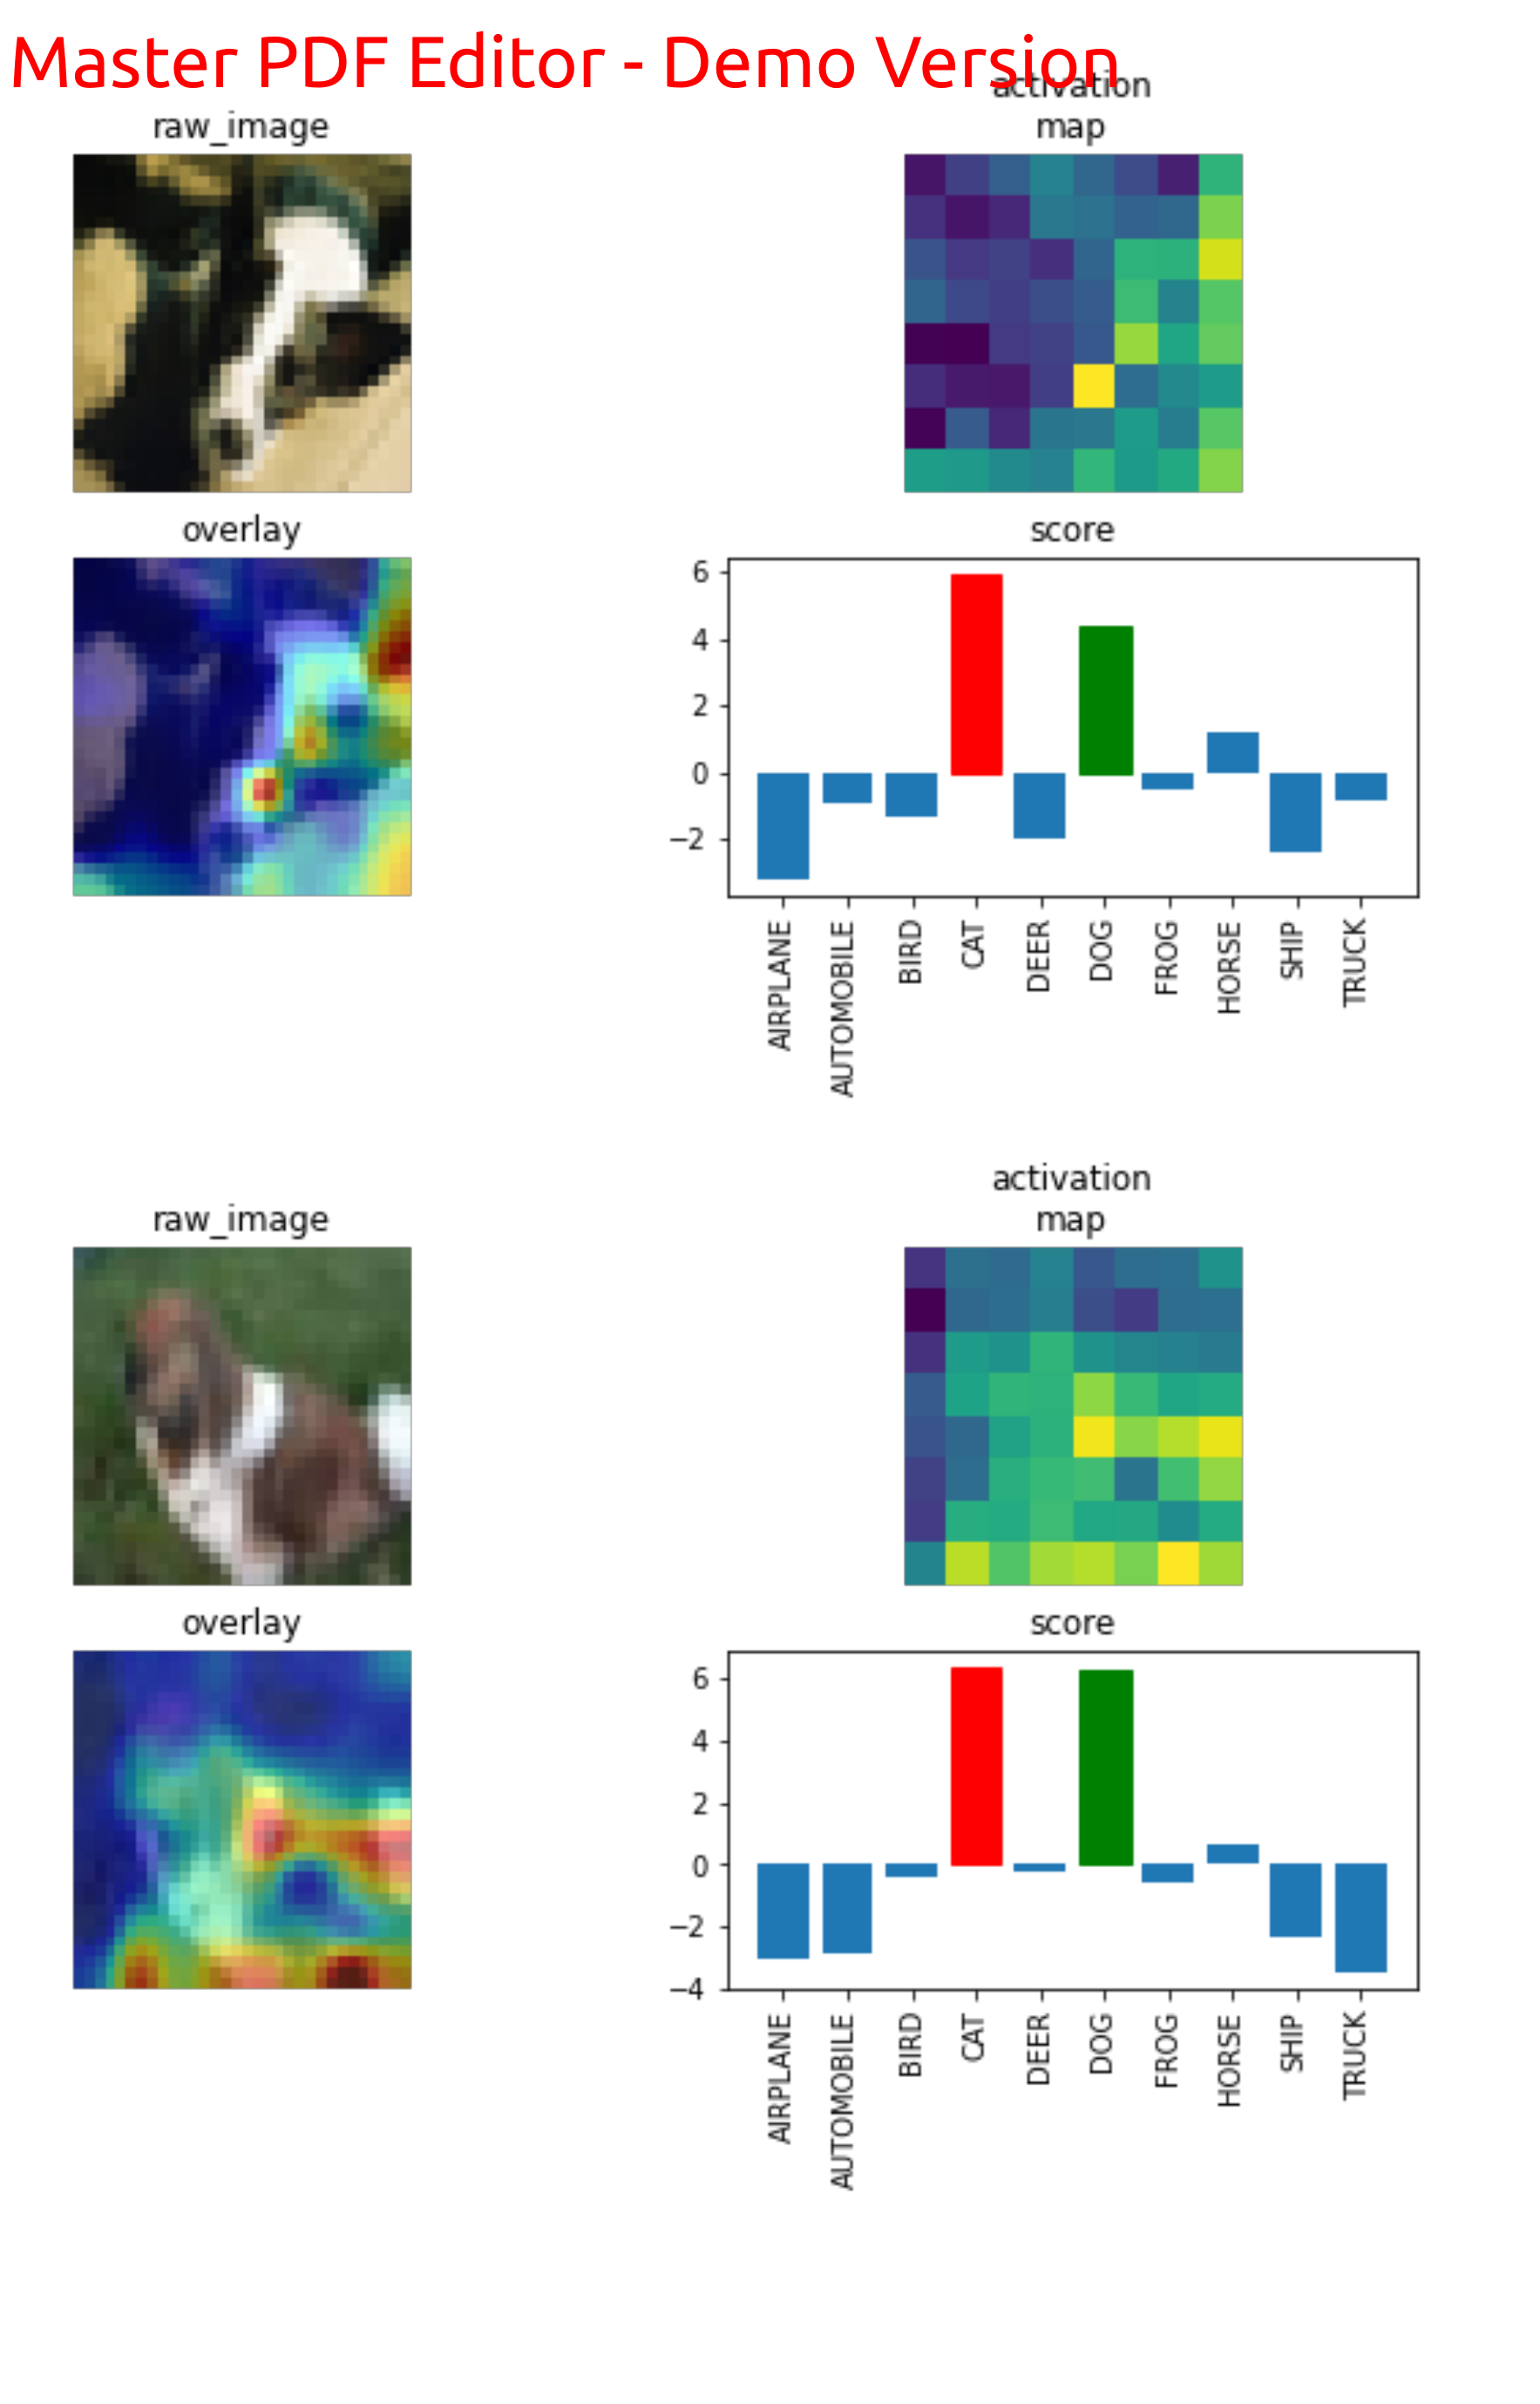 Master PDF Editor - Demo Version
activation
raw_image
map
overlay
score
6
4
2
0
−2
AIRPLANE
AUTOMOBILE
BIRD
CAT
DEER
DOG
FROG
HORSE
SHIP
TRUCK
activation
raw_image
map
overlay
score
6
4
2
0
−2
−4
AIRPLANE
AUTOMOBILE
BIRD
CAT
DEER
DOG
FROG
HORSE
SHIP
TRUCK